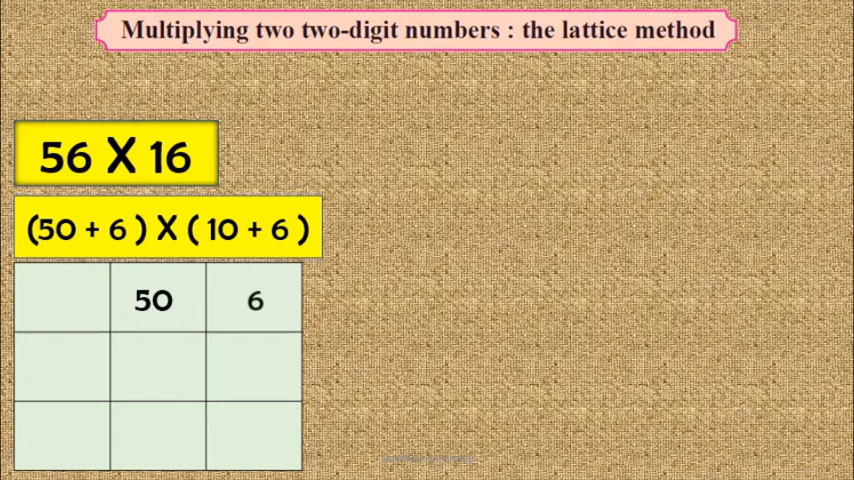 Multiplying two two-digit numbers : the lattice method
56 X 16
(50 + 6 ) X ( 10 + 6 )
50 6